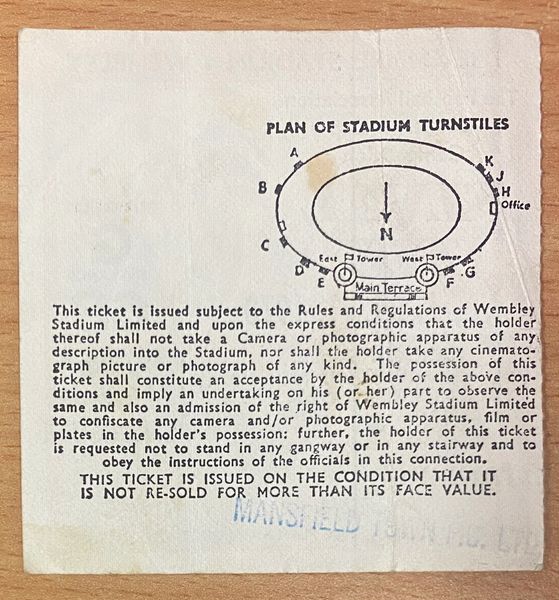 PLAN OF STADIUM TURNSTILES
A
K
J
B
H
Office
N
C
East Tower
West Tower
D
G
E
F
Main Terrace
This ticket is issued subject to the Rules and Regulations of Wembley
Stadium Limited and upon the express conditions that the holder
thereof shall not take a Camera or photographic apparatus of any
description into the Stadium, nor shall the holder take any cinemato-
graph picture or photograph of any kind. The possession of this
ticket shall constitute an acceptance by the holder of the above con-
ditions and imply an undertaking on his (or her) part to observe the
same and also an admission of the right of Wembley Stadium Limited
to confiscate any camera and/or photographic apparatus, film or
plates in the holder's possession: further, the holder of this ticket
is requested not to stand in any gangway or in any stairway and to
obey the instructions of the officials in this connection.
THIS TICKET IS ISSUED ON THE CONDITION THAT IT
IS NOT RE-SOLD FOR MORE THAN ITS FACE VALUE.
MANSFIELD TOWN F.C. LTD